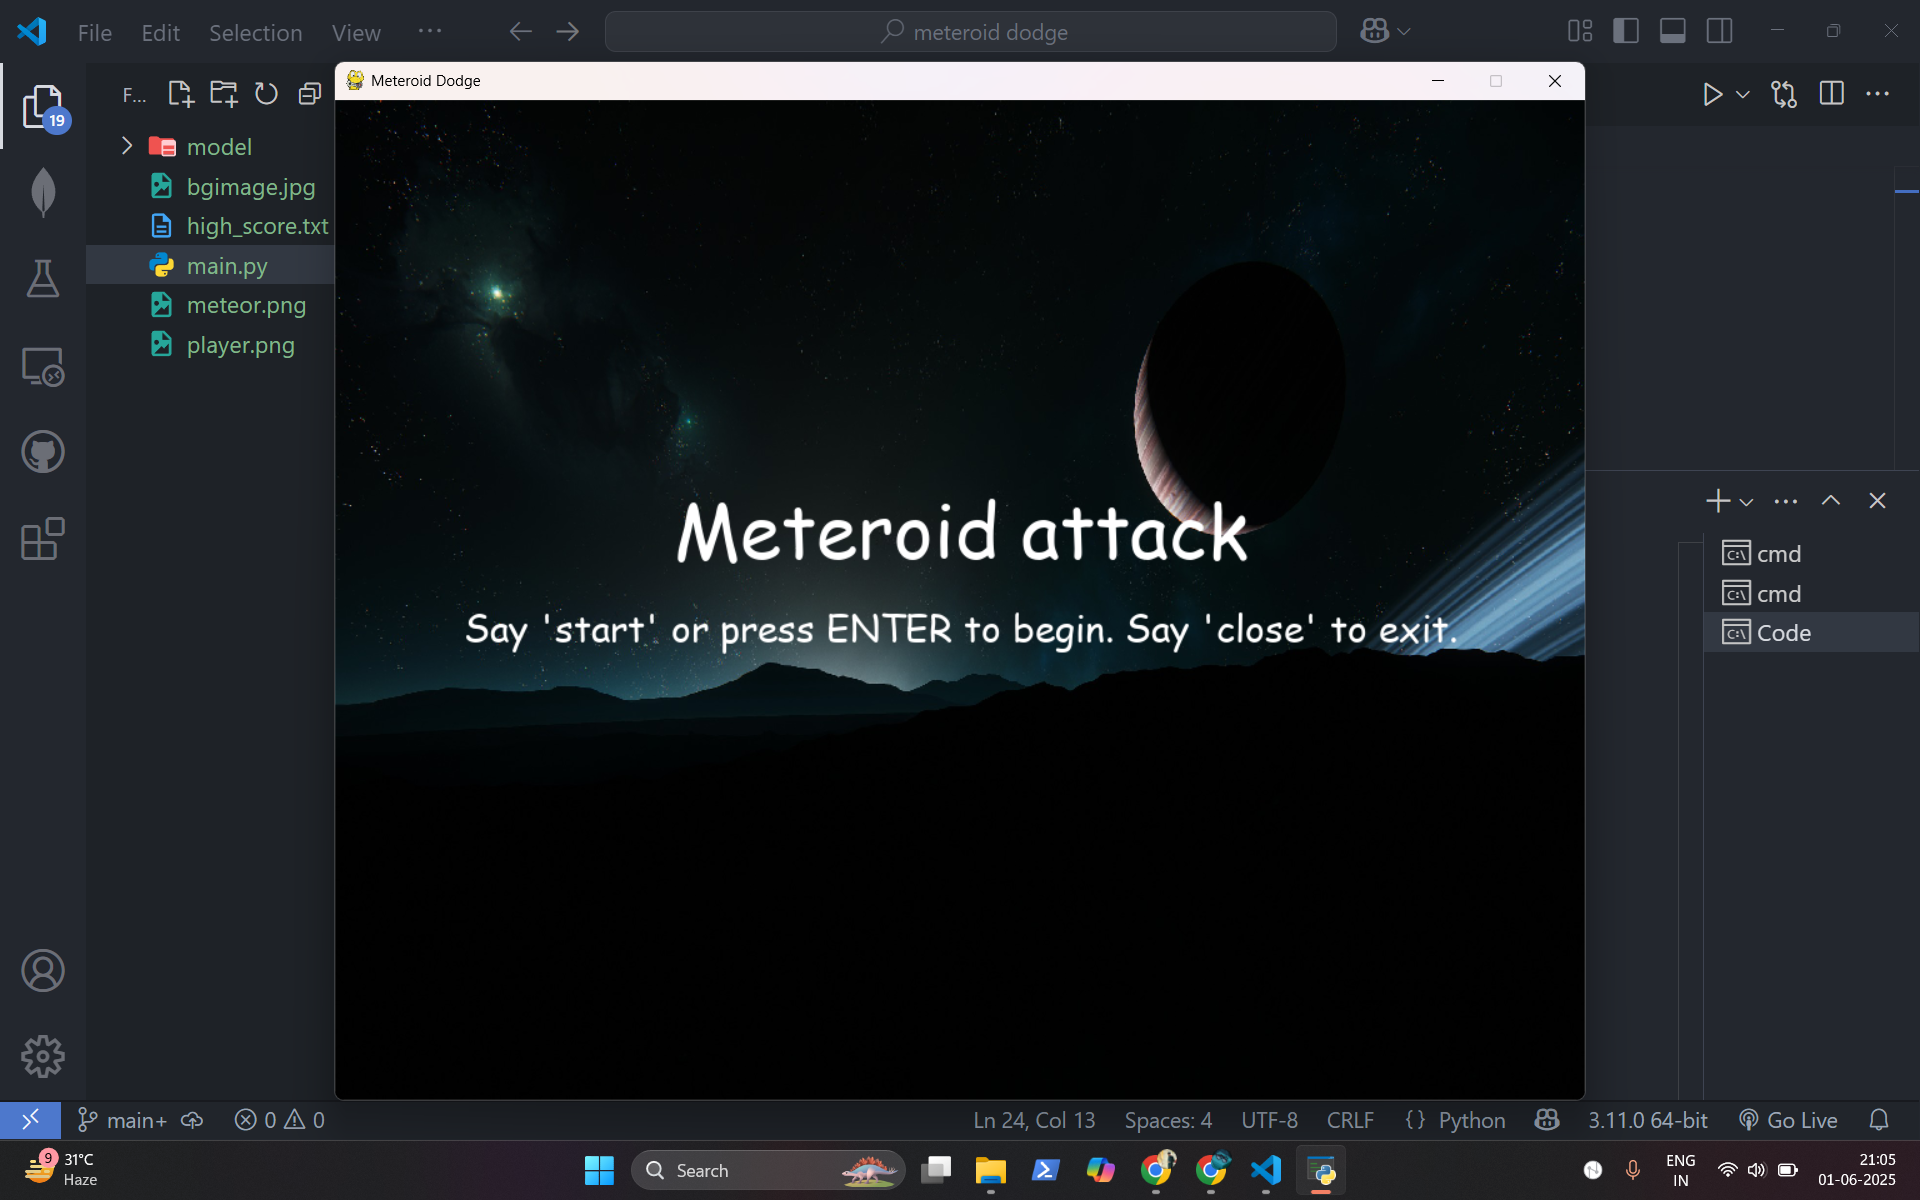 File Edit Selection View ...
meteroid dodge
F...
19
model
bgimage.jpg
high_score.txt
main.py
meteor.png
player.png
Meteroid Dodge
Meteroid attack
Say 'start' or press ENTER to begin. Say 'close' to exit.
cmd
cmd
Code
main+ 0 0
Ln 24, Col 13 Spaces: 4 UTF-8 CRLF {} Python 3.11.0 64-bit Go Live
9
31°C
Haze
Search
ENG
IN
21:05
01-06-2025